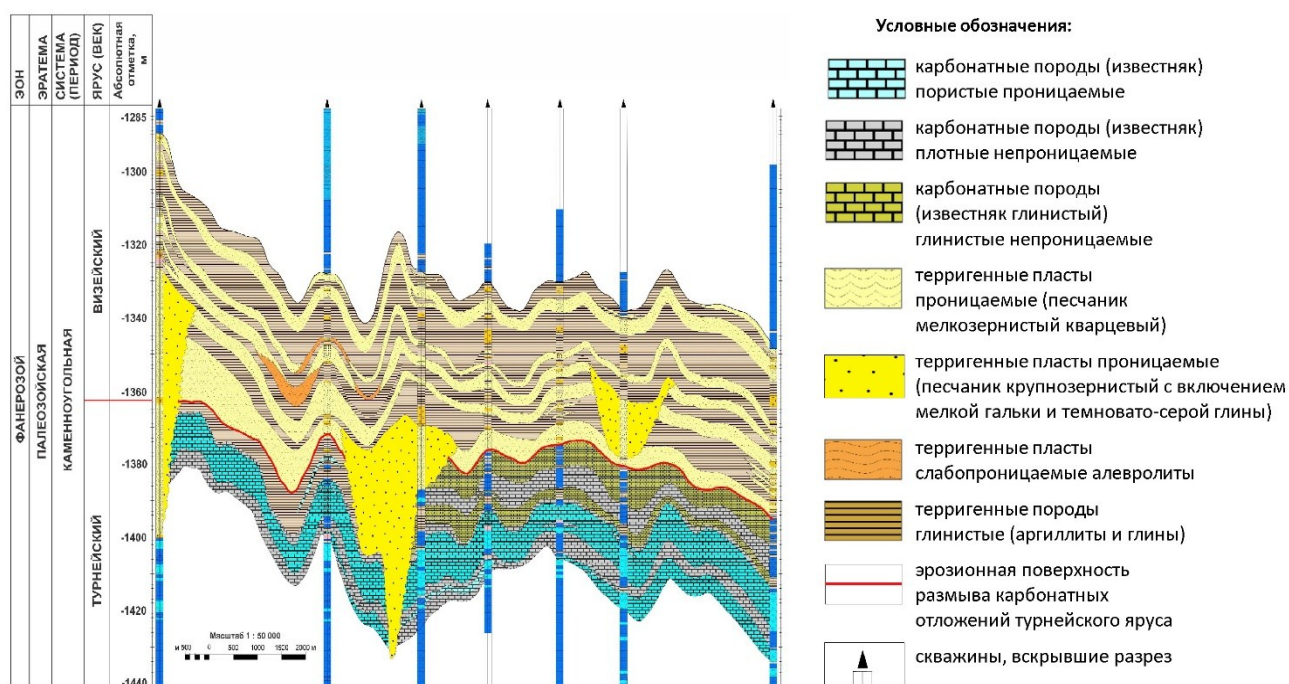 ЭОН
ЭРАТЕМА
СИСТЕМА
(ПЕРИОД)
ЯРУС (ВЕК)
Абсолютная
отметка,
м
ФАНЕРОЗОЙ
ПАЛЕОЗОЙСКАЯ
КАМЕННОУГОЛЬНАЯ
ВИЗЕЙСКИЙ
ТУРНЕЙСКИЙ
-1285
-1300
-1320
-1340
-1360
-1380
-1400
-1420
-1440
Масштаб 1 : 50 000
м 500 0 500 1000 1500 2000 м
Условные обозначения:
карбонатные породы (известняк)
пористые проницаемые
карбонатные породы (известняк)
плотные непроницаемые
карбонатные породы
(известняк глинистый)
глинистые непроницаемые
терригенные пласты
проницаемые (песчаник
мелкозернистый кварцевый)
терригенные пласты проницаемые
(песчаник крупнозернистый с включением
мелкой гальки и темновато-серой глины)
терригенные пласты
слабопроницаемые алевролиты
терригенные породы
глинистые (аргиллиты и глины)
эрозионная поверхность
размыва карбонатных
отложений турнейского яруса
скважины, вскрывшие разрез